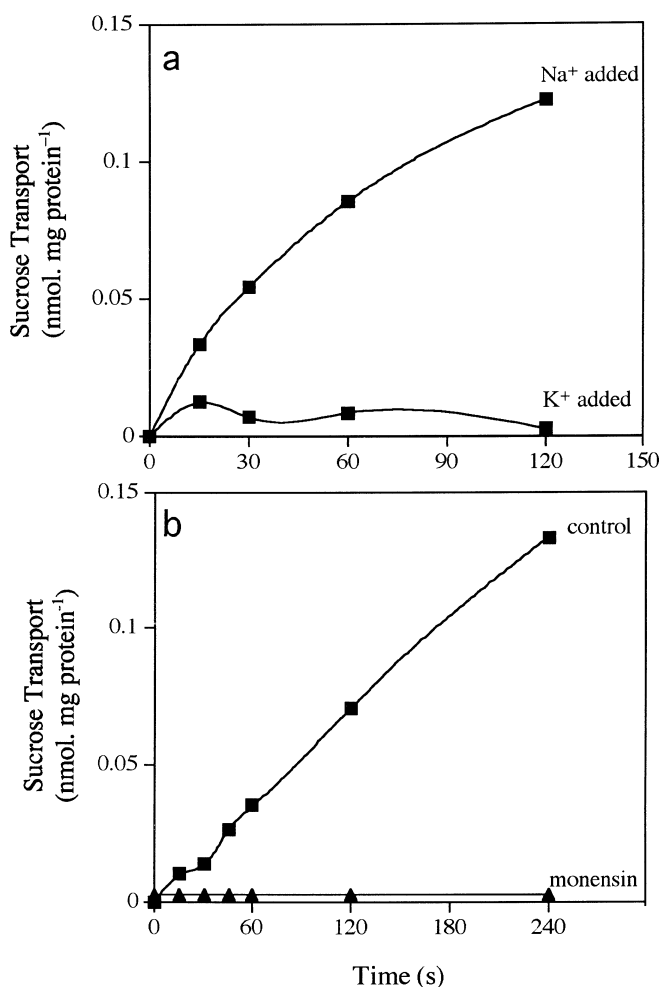 a
0.15
0.1
0.05
0
Na⁺ added
K⁺ added
Sucrose Transport
(nmol. mg protein⁻¹)
0 30 60 90 120 150
b
0.15
0.1
0.05
0
control
monensin
Sucrose Transport
(nmol. mg protein⁻¹)
0 60 120 180 240
Time (s)